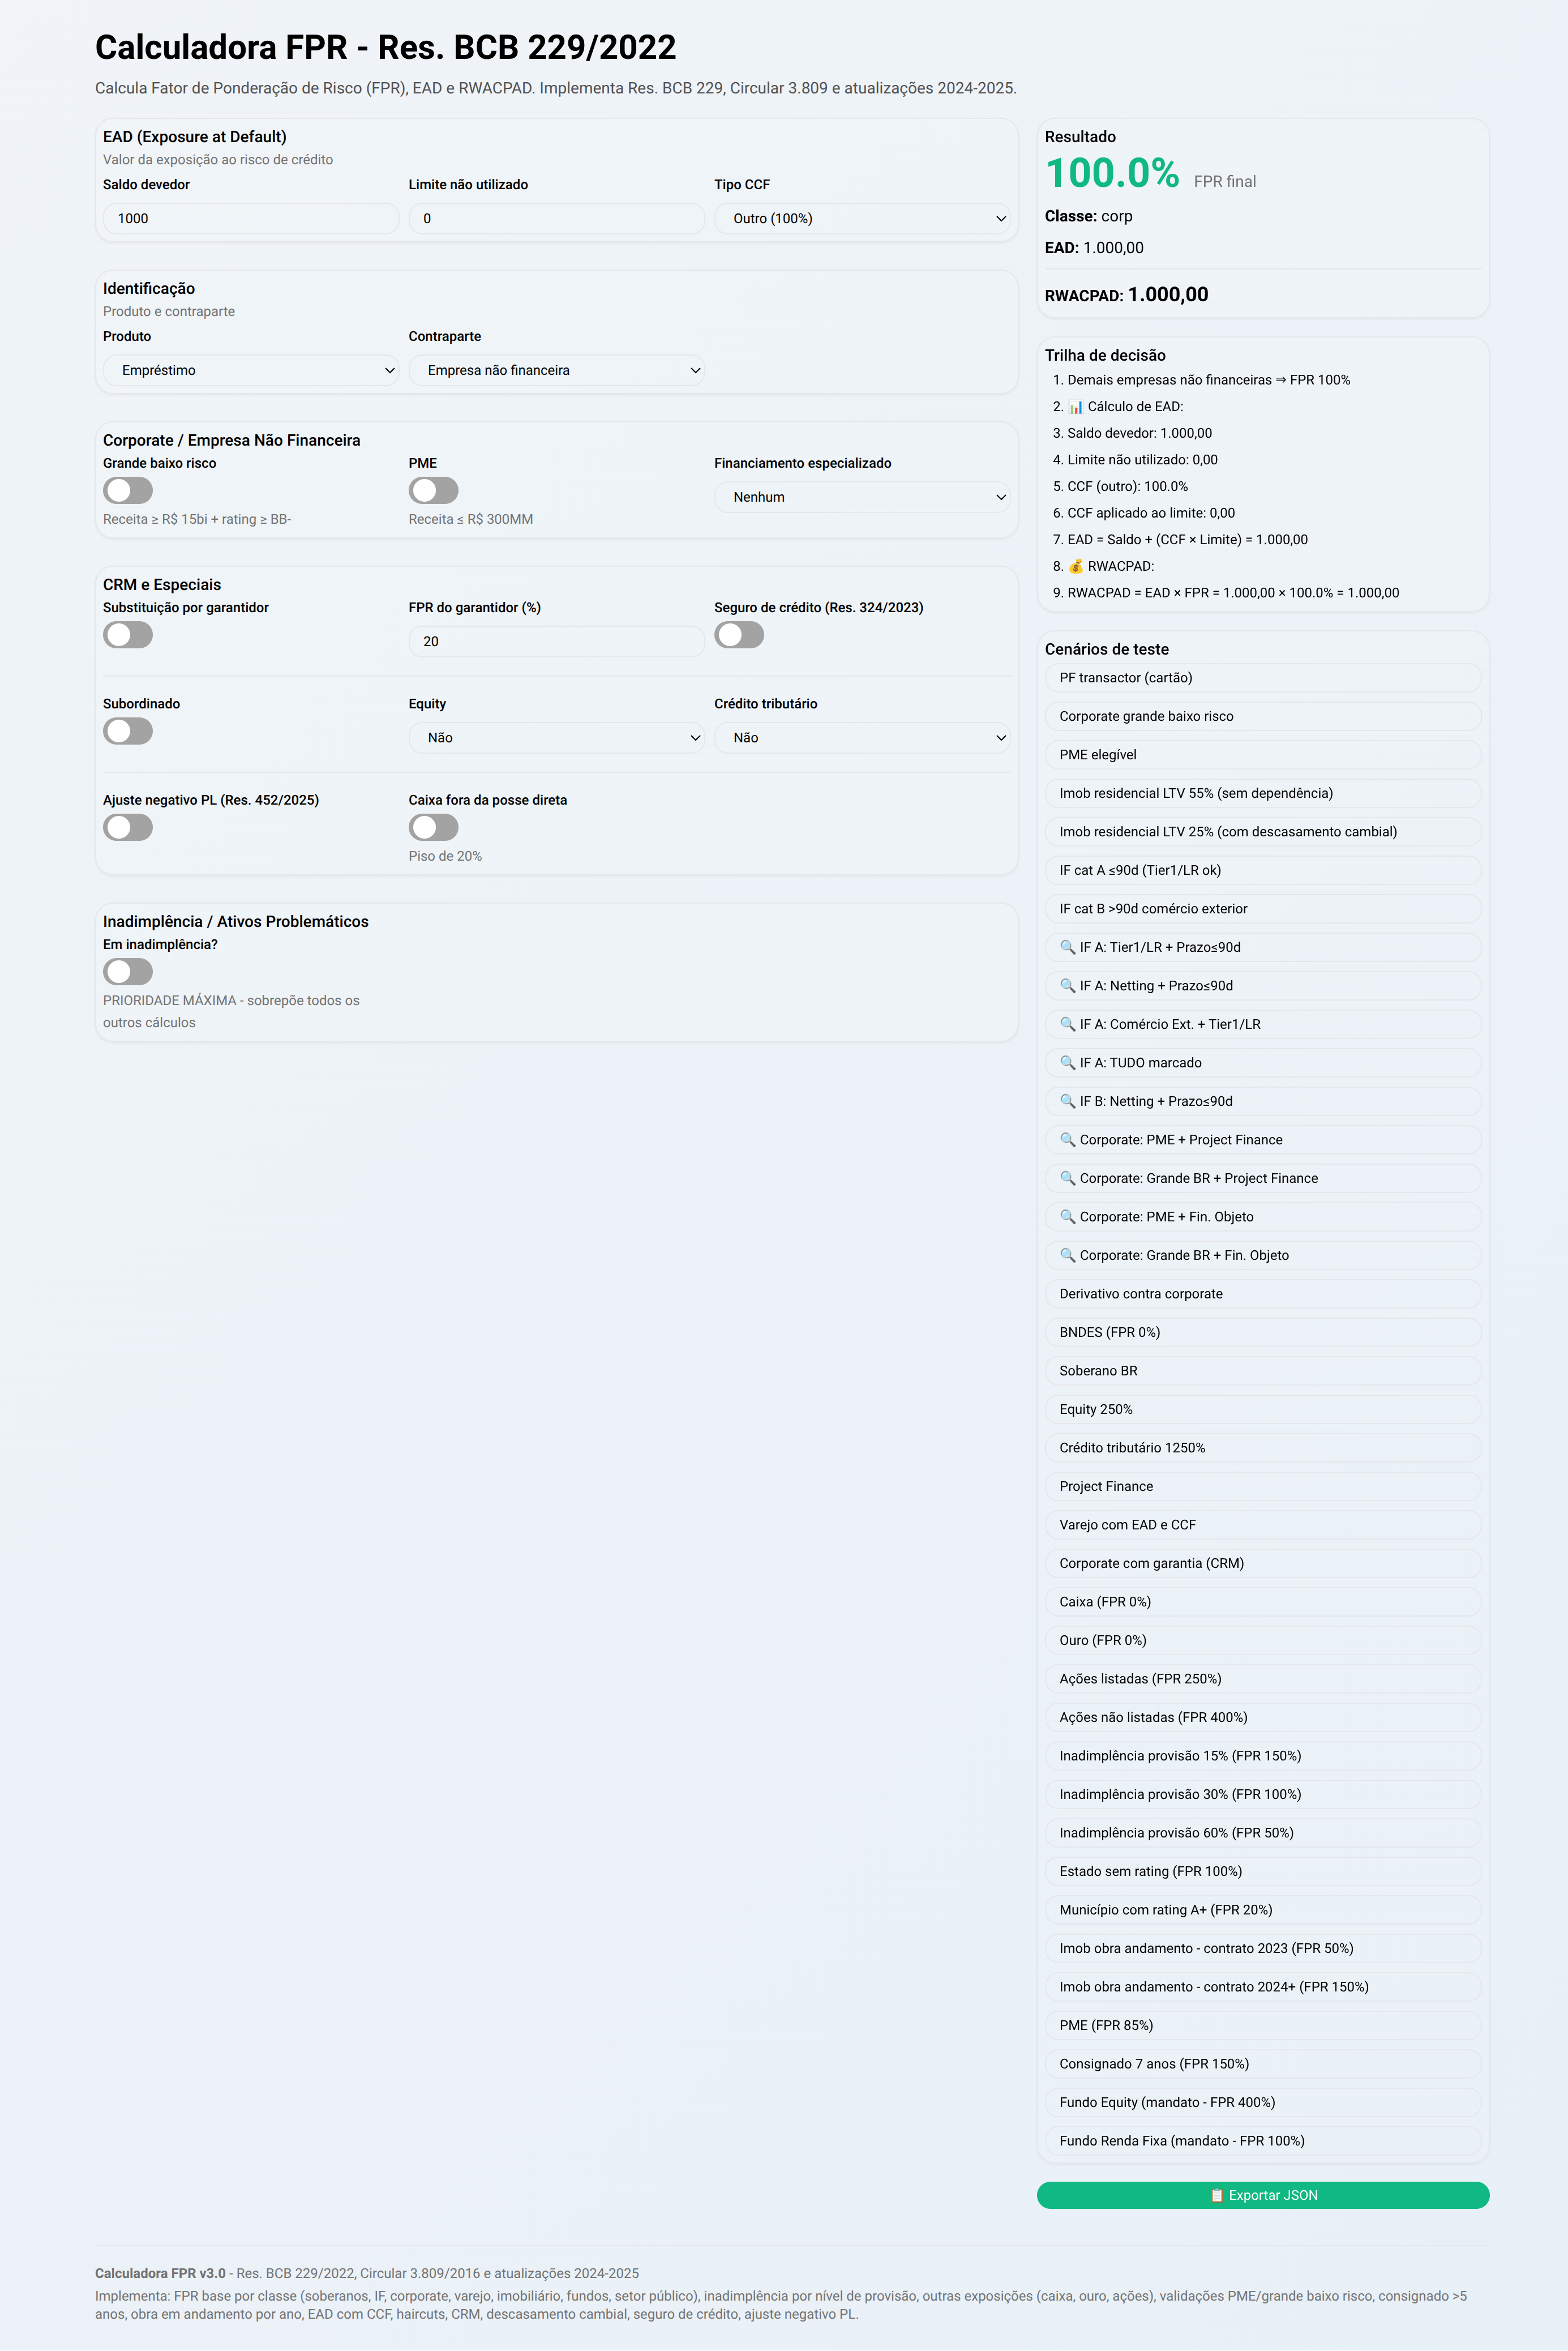 Calculadora FPR - Res. BCB 229/2022
Calcula Fator de Ponderação de Risco (FPR), EAD e RWACPAD. Implementa Res. BCB 229, Circular 3.809 e atualizações 2024-2025.
EAD (Exposure at Default)
Valor da exposição ao risco de crédito
Saldo devedor
Limite não utilizado
Tipo CCF
1000
0
Outro (100%)
Identificação
Produto e contraparte
Produto
Contraparte
Empréstimo
Empresa não financeira
Corporate / Empresa Não Financeira
Grande baixo risco
PME
Financiamento especializado
Nenhum
Receita ≥ R$ 15bi + rating ≥ BB-
Receita ≤ R$ 300MM
CRM e Especiais
Substituição por garantidor
FPR do garantidor (%)
Seguro de crédito (Res. 324/2023)
20
Subordinado
Equity
Crédito tributário
Não
Não
Ajuste negativo PL (Res. 452/2025)
Caixa fora da posse direta
Piso de 20%
Inadimplência / Ativos Problemáticos
Em inadimplência?
PRIORIDADE MÁXIMA - sobrepõe todos os
outros cálculos
Resultado
100.0% FPR final
Classe: corp
EAD: 1.000,00
RWACPAD: 1.000,00
Trilha de decisão
1. Demais empresas não financeiras ⇒ FPR 100%
2. 📊 Cálculo de EAD:
3. Saldo devedor: 1.000,00
4. Limite não utilizado: 0,00
5. CCF (outro): 100.0%
6. CCF aplicado ao limite: 0,00
7. EAD = Saldo + (CCF × Limite) = 1.000,00
8. 💰 RWACPAD:
9. RWACPAD = EAD × FPR = 1.000,00 × 100.0% = 1.000,00
Cenários de teste
PF transactor (cartão)
Corporate grande baixo risco
PME elegível
Imob residencial LTV 55% (sem dependência)
Imob residencial LTV 25% (com descasamento cambial)
IF cat A ≤90d (Tier1/LR ok)
IF cat B >90d comércio exterior
🔍 IF A: Tier1/LR + Prazo≤90d
🔍 IF A: Netting + Prazo≤90d
🔍 IF A: Comércio Ext. + Tier1/LR
🔍 IF A: TUDO marcado
🔍 IF B: Netting + Prazo≤90d
🔍 Corporate: PME + Project Finance
🔍 Corporate: Grande BR + Project Finance
🔍 Corporate: PME + Fin. Objeto
🔍 Corporate: Grande BR + Fin. Objeto
Derivativo contra corporate
BNDES (FPR 0%)
Soberano BR
Equity 250%
Crédito tributário 1250%
Project Finance
Varejo com EAD e CCF
Corporate com garantia (CRM)
Caixa (FPR 0%)
Ouro (FPR 0%)
Ações listadas (FPR 250%)
Ações não listadas (FPR 400%)
Inadimplência provisão 15% (FPR 150%)
Inadimplência provisão 30% (FPR 100%)
Inadimplência provisão 60% (FPR 50%)
Estado sem rating (FPR 100%)
Município com rating A+ (FPR 20%)
Imob obra andamento - contrato 2023 (FPR 50%)
Imob obra andamento - contrato 2024+ (FPR 150%)
PME (FPR 85%)
Consignado 7 anos (FPR 150%)
Fundo Equity (mandato - FPR 400%)
Fundo Renda Fixa (mandato - FPR 100%)
📋 Exportar JSON
Calculadora FPR v3.0 - Res. BCB 229/2022, Circular 3.809/2016 e atualizações 2024-2025
Implementa: FPR base por classe (soberanos, IF, corporate, varejo, imobiliário, fundos, setor público), inadimplência por nível de provisão, outras exposições (caixa, ouro, ações), validações PME/grande baixo risco, consignado >5
anos, obra em andamento por ano, EAD com CCF, haircuts, CRM, descasamento cambial, seguro de crédito, ajuste negativo PL.